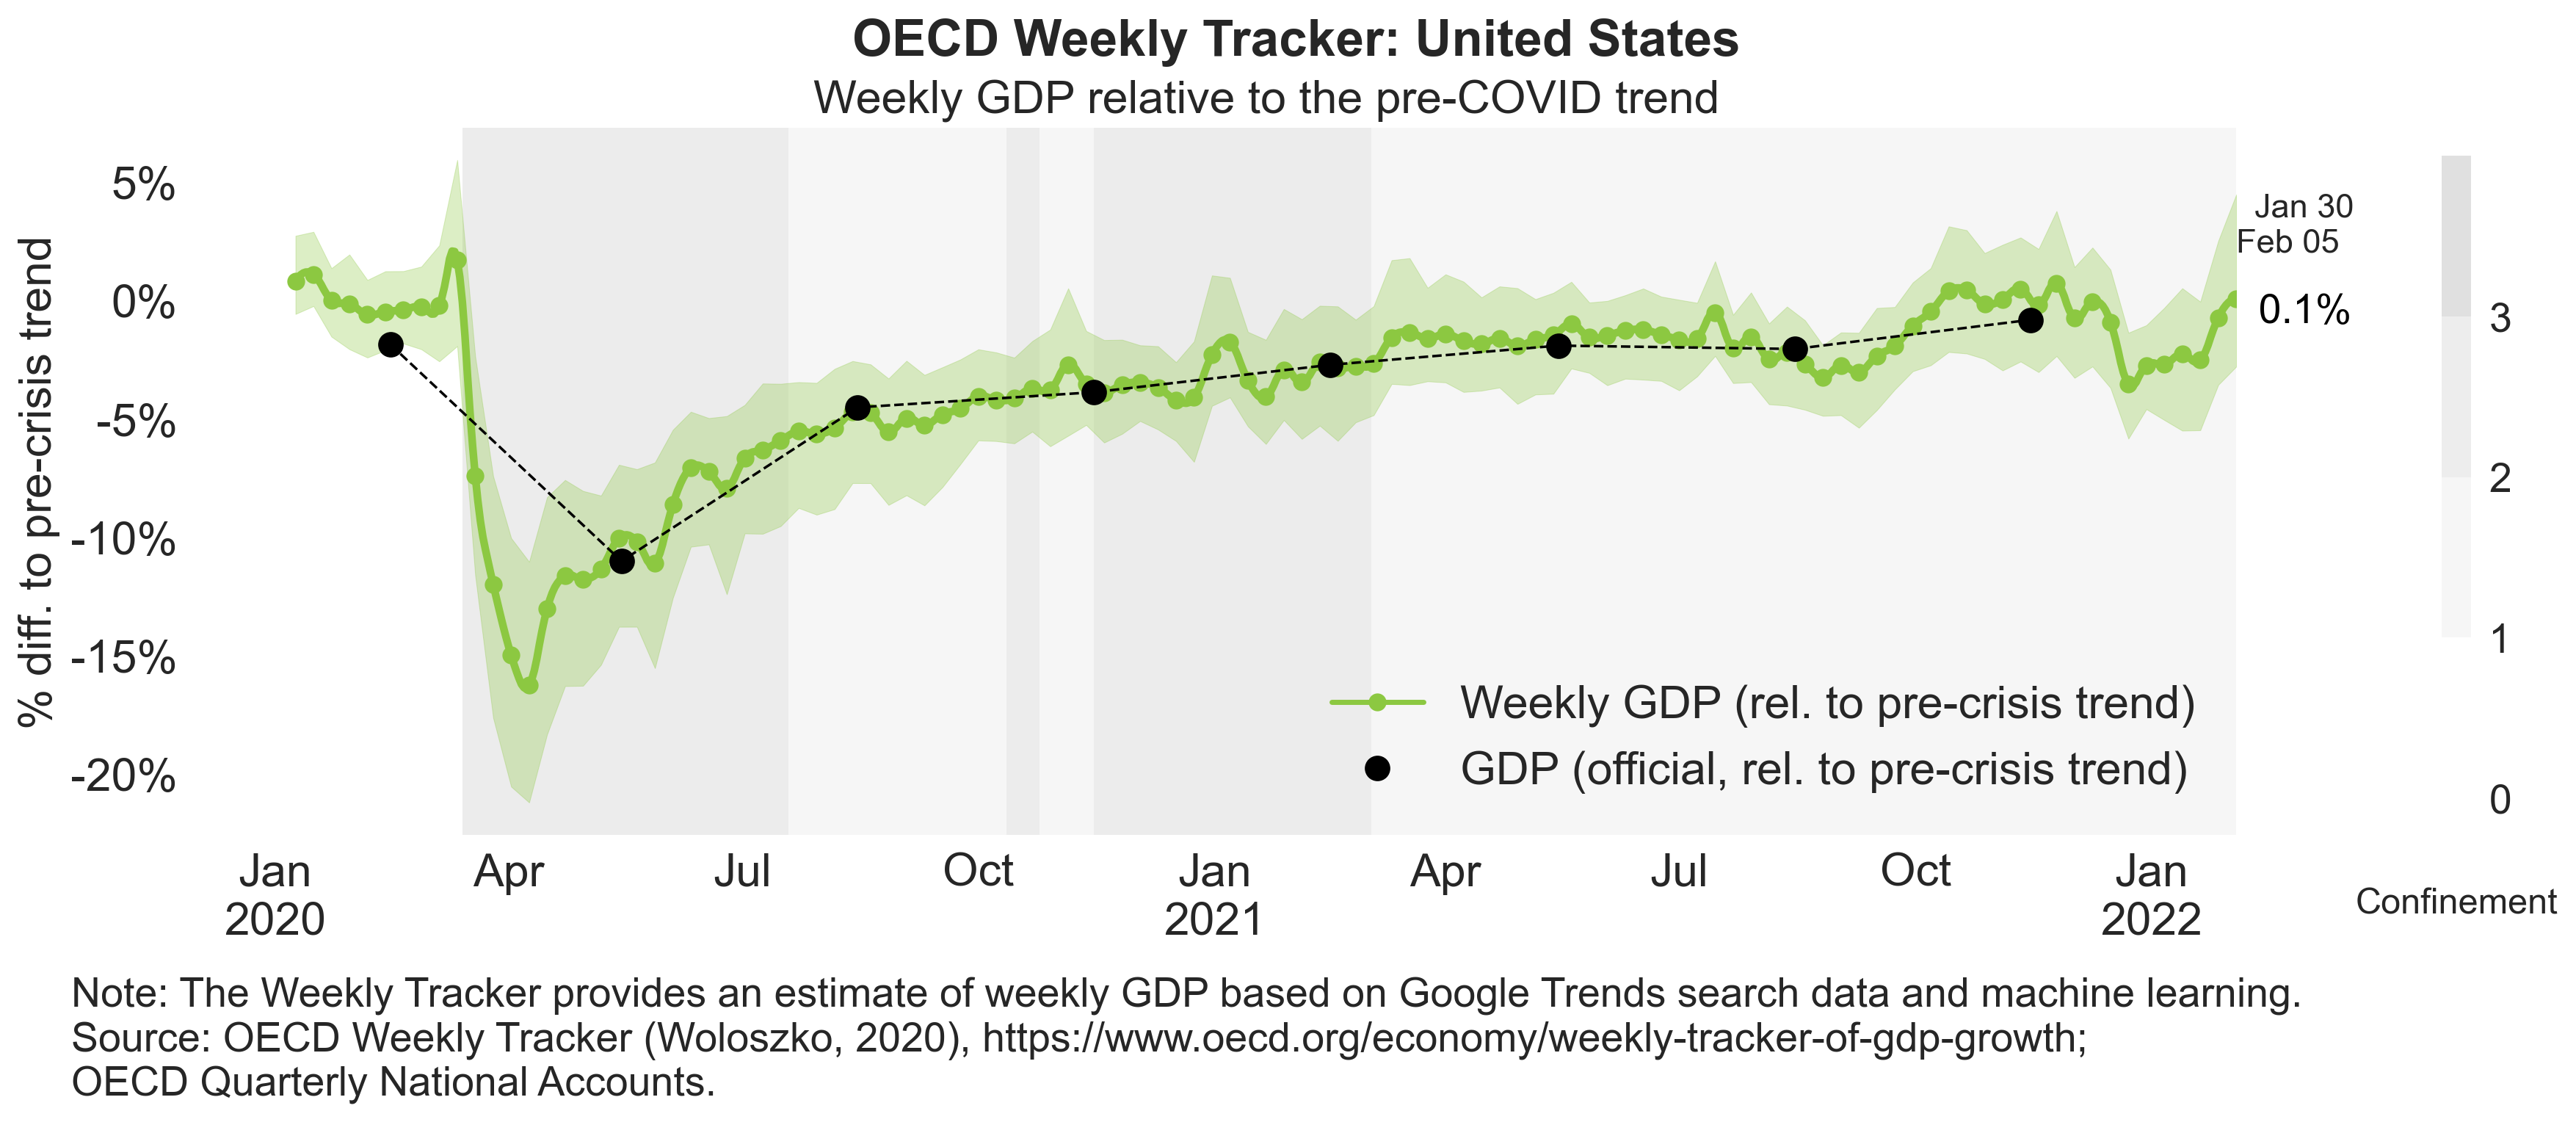 OECD Weekly Tracker: United States
Weekly GDP relative to the pre-COVID trend
% diff. to pre-crisis trend
5%
0%
-5%
-10%
-15%
-20%
Jan 30
Feb 05
0.1%
Weekly GDP (rel. to pre-crisis trend)
GDP (official, rel. to pre-crisis trend)
3
2
1
0
Confinement
Jan Apr Jul Oct Jan Apr Jul Oct Jan
2020 2021 2022
Note: The Weekly Tracker provides an estimate of weekly GDP based on Google Trends search data and machine learning.
Source: OECD Weekly Tracker (Woloszko, 2020), https://www.oecd.org/economy/weekly-tracker-of-gdp-growth;
OECD Quarterly National Accounts.